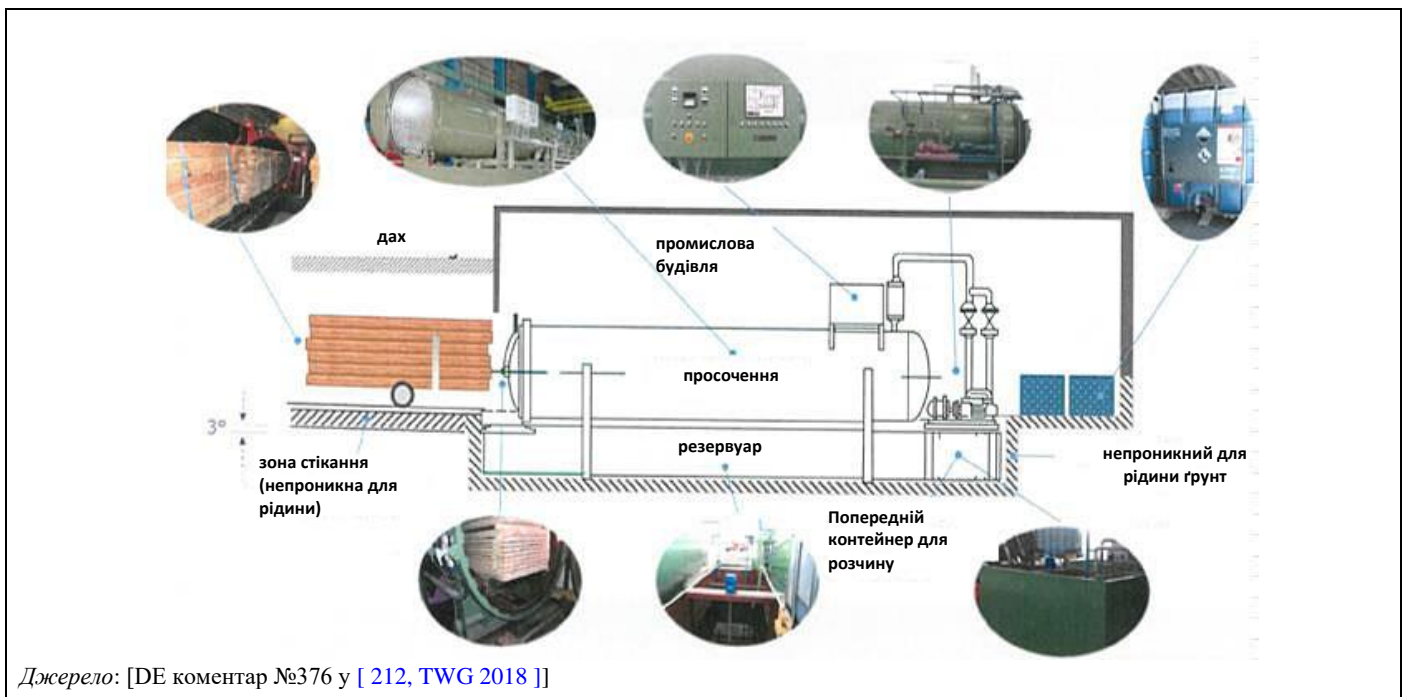 дах
промислова
будівля
просочення
3°
резервуар
зона стікання
(непроникна для
рідини)
непроникний для
рідини ґрунт
Попередній
контейнер для
розчину
Джерело: [DE коментар №376 у [ 212, TWG 2018 ]]